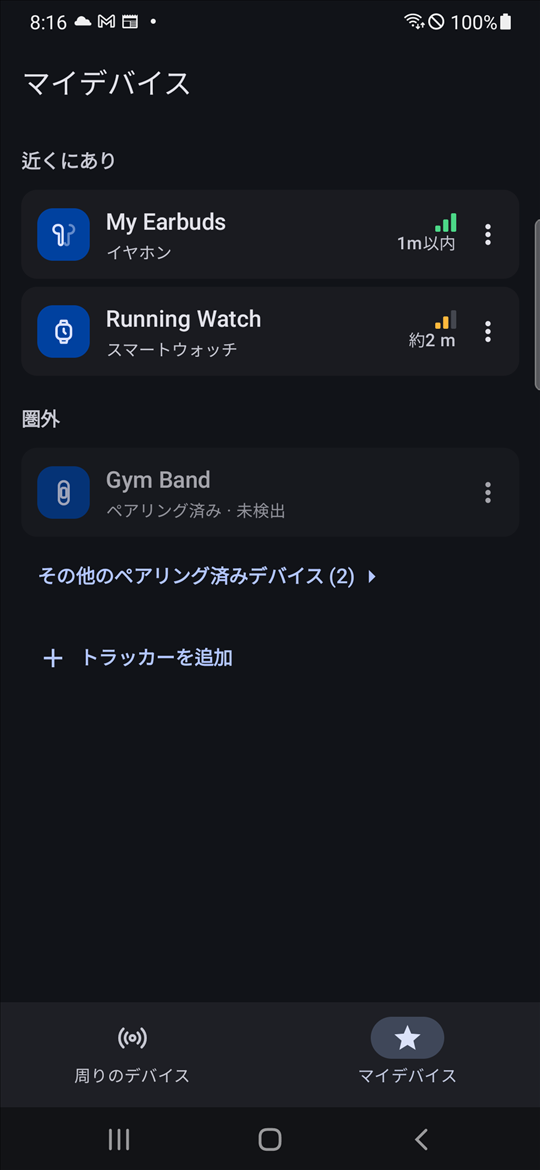 8:16 100%
マイデバイス
近くにあり
My Earbuds
イヤホン
1m以内
Running Watch
スマートウォッチ
約2 m
圏外
Gym Band
ペアリング済み · 未検出
その他のペアリング済みデバイス (2)
トラッカーを追加
周りのデバイス マイデバイス